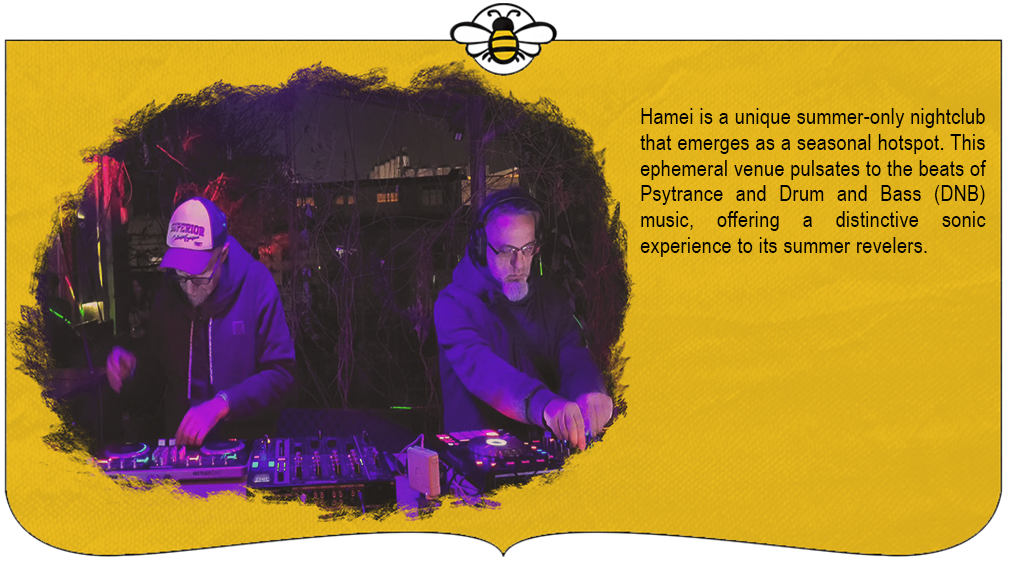 Hamei is a unique summer-only nightclub
that emerges as a seasonal hotspot. This
ephemeral venue pulsates to the beats of
Psytrance and Drum and Bass (DNB)
music, offering a distinctive sonic
experience to its summer revelers.
SUPERIOR